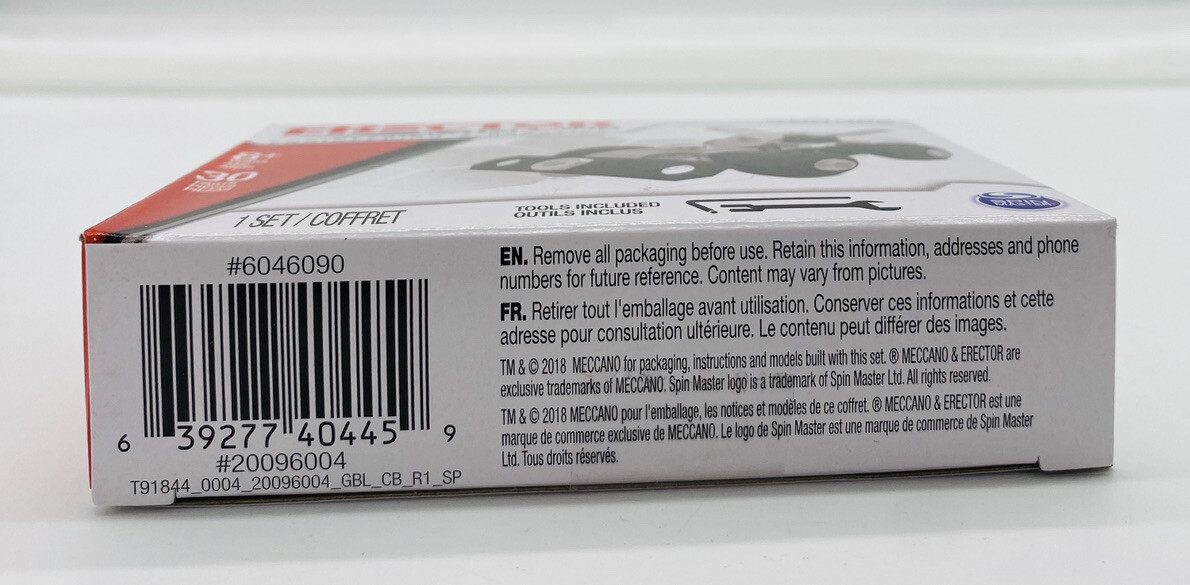 ERECTOR
8+
30
1 SET / COFFRET
TOOLS INCLUDED
OUTILS INCLUS
#6046090
6 39277 40445 9
#20096004
T91844_0004_20096004_GBL_CB_R1_SP
EN. Remove all packaging before use. Retain this information, addresses and phone
numbers for future reference. Content may vary from pictures.
FR. Retirer tout l'emballage avant utilisation. Conserver ces informations et cette
adresse pour consultation ultérieure. Le contenu peut différer des images.
TM & © 2018 MECCANO for packaging, instructions and models built with this set. ® MECCANO & ERECTOR are
exclusive trademarks of MECCANO. Spin Master logo is a trademark of Spin Master Ltd. All rights reserved.
TM & © 2018 MECCANO pour l'emballage, les notices et modèles de ce coffret. ® MECCANO & ERECTOR est une
marque de commerce exclusive de MECCANO. Le logo de Spin Master est une marque de commerce de Spin Master
Ltd. Tous droits réservés.